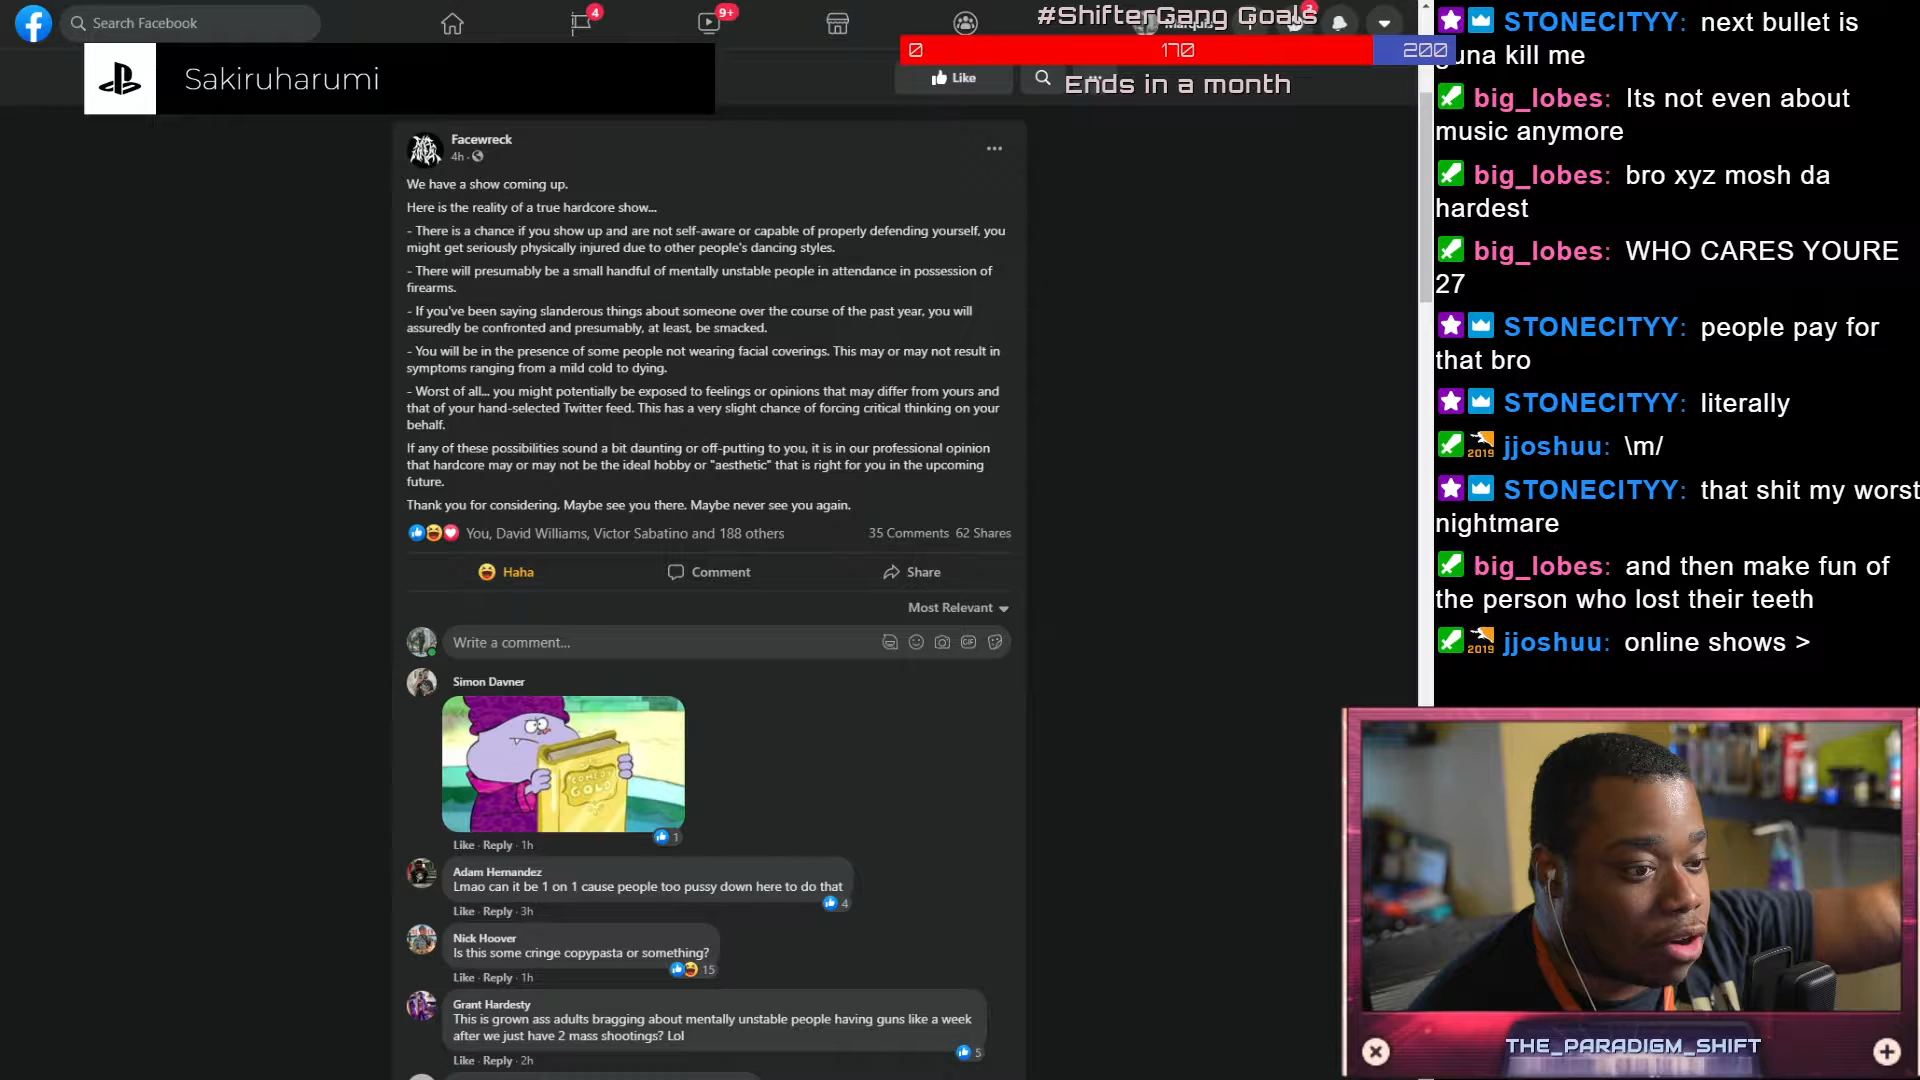 Search Facebook
4
9+
#ShifterGang Goals
0
170
200
Ends in a month
Sakiruharumi
Like
Facewreck
4h ·
We have a show coming up.
Here is the reality of a true hardcore show...
- There is a chance if you show up and are not self-aware or capable of properly defending yourself, you
might get seriously physically injured due to other people's dancing styles.
- There will presumably be a small handful of mentally unstable people in attendance in possession of
firearms.
- If you've been saying slanderous things about someone over the course of the past year, you will
assuredly be confronted and presumably, at least, be smacked.
- You will be in the presence of some people not wearing facial coverings. This may or may not result in
symptoms ranging from a mild cold to dying.
- Worst of all... you might potentially be exposed to feelings or opinions that may differ from yours and
that of your hand-selected Twitter feed. This has a very slight chance of forcing critical thinking on your
behalf.
If any of these possibilities sound a bit daunting or off-putting to you, it is in our professional opinion
that hardcore may or may not be the ideal hobby or "aesthetic" that is right for you in the upcoming
future.
Thank you for considering. Maybe see you there. Maybe never see you again.
You, David Williams, Victor Sabatino and 188 others
35 Comments 62 Shares
Haha
Comment
Share
Most Relevant
Write a comment...
GIF
Simon Davner
COMEDY
GOLD
1
Like · Reply · 1h
Adam Hernandez
Lmao can it be 1 on 1 cause people too pussy down here to do that
4
Like · Reply · 3h
Nick Hoover
Is this some cringe copypasta or something?
15
Like · Reply · 1h
Grant Hardesty
This is grown ass adults bragging about mentally unstable people having guns like a week
after we just have 2 mass shootings? Lol
5
Like · Reply · 2h
STONECITYY: next bullet is
guna kill me
big_lobes: Its not even about
music anymore
big_lobes: bro xyz mosh da
hardest
big_lobes: WHO CARES YOURE
27
STONECITYY: people pay for
that bro
STONECITYY: literally
2019 jjoshuu: \m/
STONECITYY: that shit my worst
nightmare
big_lobes: and then make fun of
the person who lost their teeth
2019 jjoshuu: online shows >
THE_PARADIGM_SHIFT